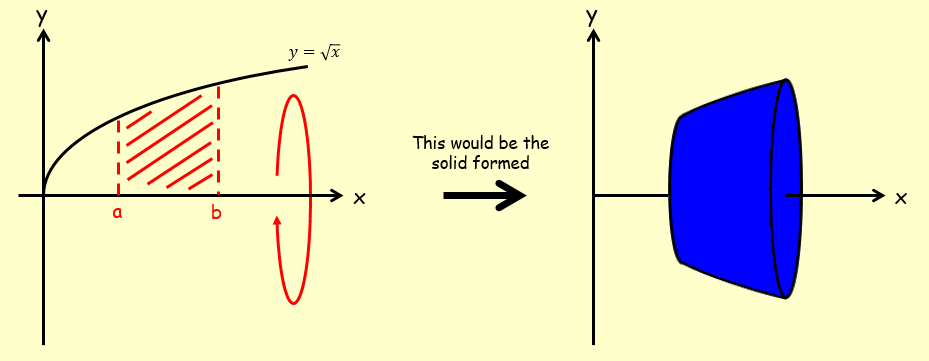 y
y = √x
a
b
x
This would be the
solid formed
y
x